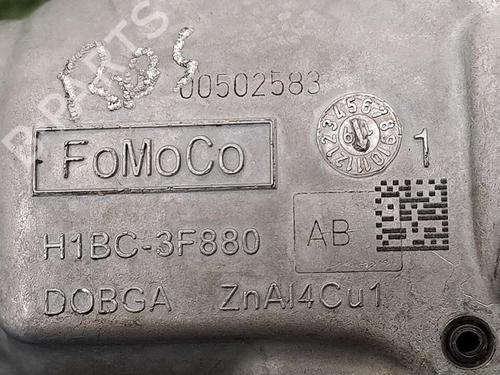 00502583
FoMoCo
1
H1BC-3F880
AB
DOBGA ZnAl4Cu1